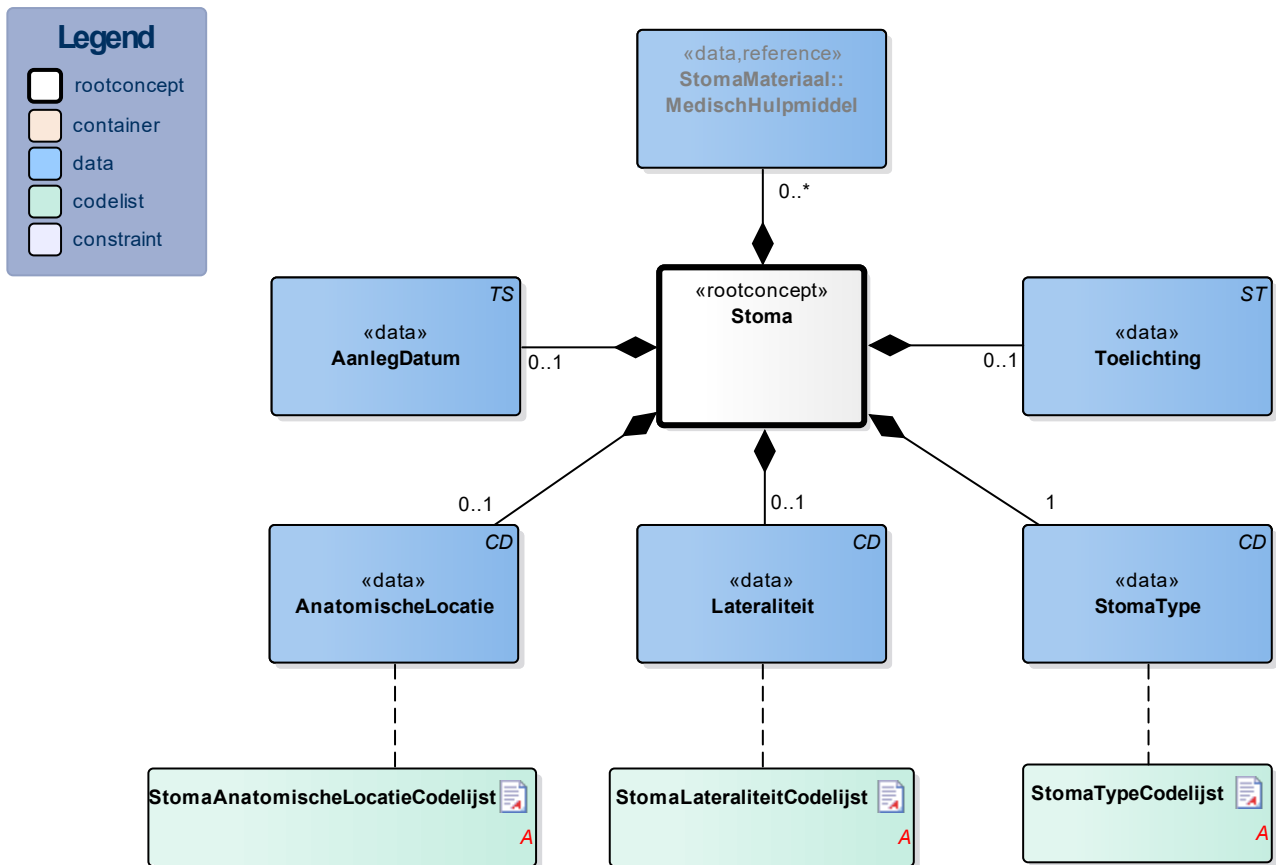 Legend
rootconcept
container
data
codelist
constraint
«data,reference»
StomaMateriaal::
MedischHulpmiddel
0..*
«rootconcept»
Stoma
TS
«data»
AanlegDatum
0..1
ST
«data»
Toelichting
0..1
0..1
0..1
1
CD
«data»
AnatomischeLocatie
CD
«data»
Lateraliteit
CD
«data»
StomaType
StomaAnatomischeLocatieCodelijst
A
StomaLateraliteitCodelijst
A
StomaTypeCodelijst
A